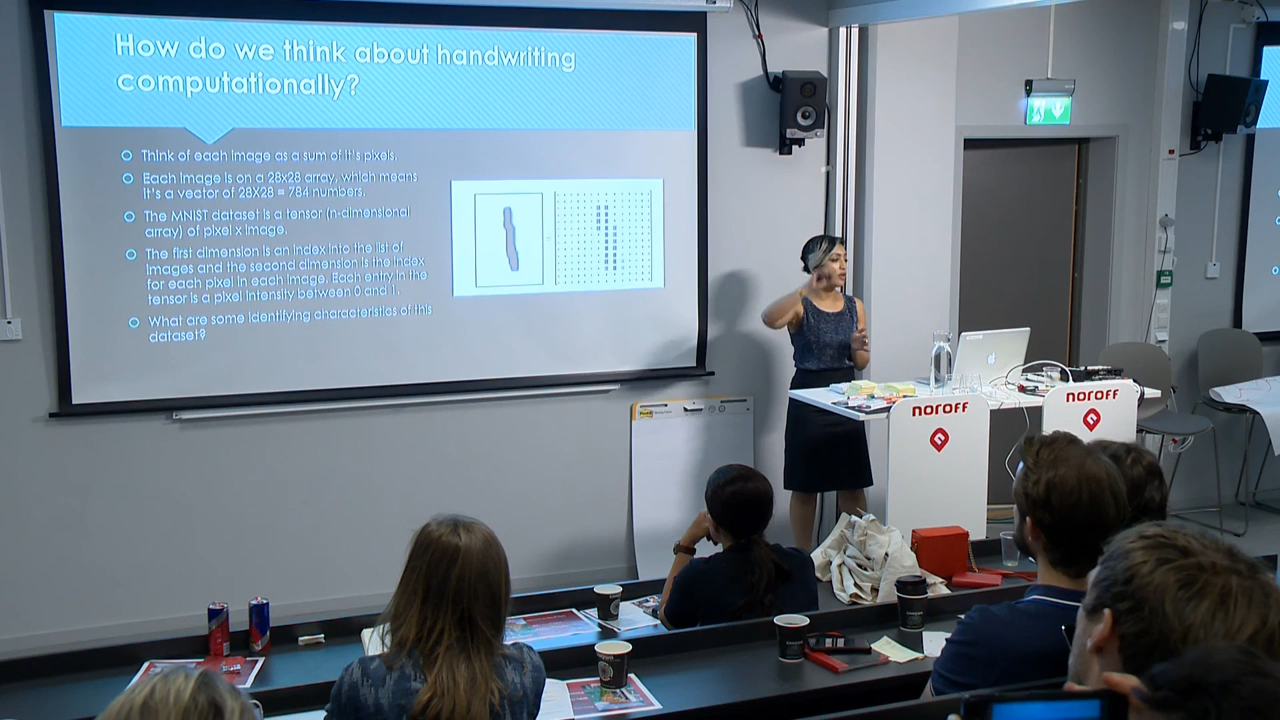 How do we think about handwriting
computationally?
Think of each image as a sum of it's pixels.
Each image is on a 28x28 array, which means
it's a vector of 28X28 = 784 numbers.
The MNIST dataset is a tensor (n-dimensional
array) of pixel x image.
The first dimension is an index into the list of
images and the second dimension is the index
for each pixel in each image. Each entry in the
tensor is a pixel intensity between 0 and 1.
What are some identifying characteristics of this
dataset?
noroff
noroff